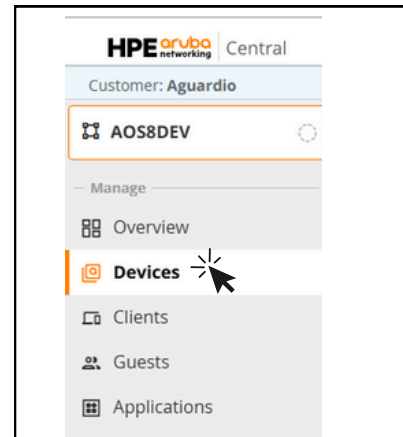 HPE aruba networking Central
Customer: Aguardio
AOS8DEV
Manage
Overview
Devices
Clients
Guests
Applications